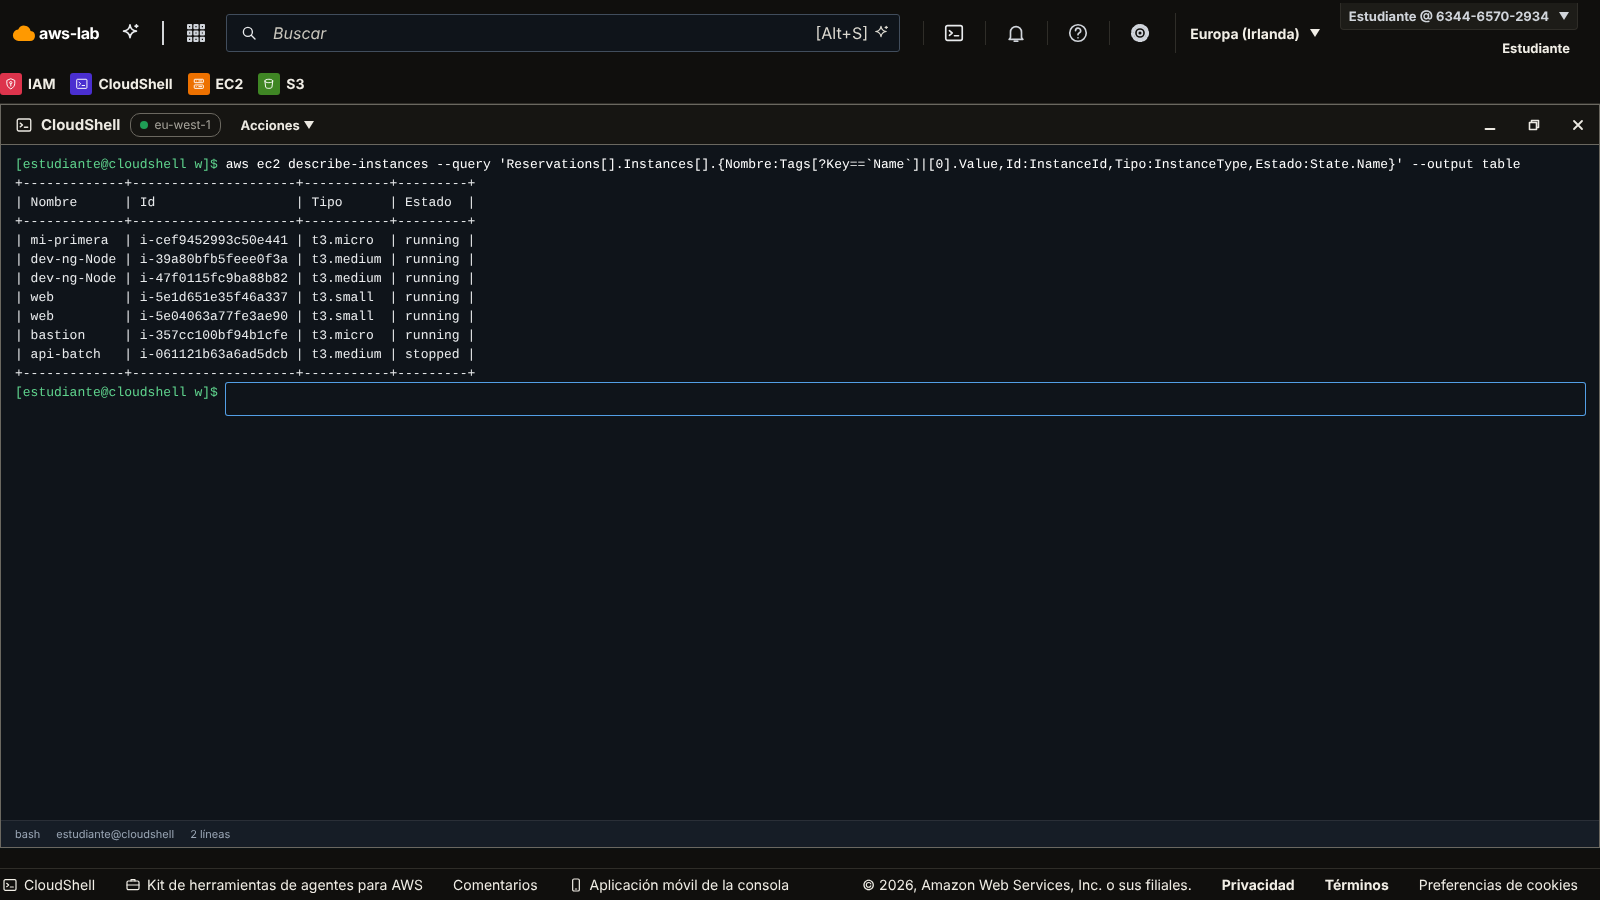 aws-lab
Buscar
[Alt+S]
Europa (Irlanda)
Estudiante @ 6344-6570-2934
Estudiante
IAM
CloudShell
EC2
S3
CloudShell
eu-west-1
Acciones
[estudiante@cloudshell w]$ aws ec2 describe-instances --query 'Reservations[].Instances[].{Nombre:Tags[?Key==`Name`]|[0].Value,Id:InstanceId,Tipo:InstanceType,Estado:State.Name}' --output table
+-------------+---------------------+-----------+---------+
| Nombre      | Id                  | Tipo      | Estado  |
+-------------+---------------------+-----------+---------+
| mi-primera  | i-cef9452993c50e441 | t3.micro  | running |
| dev-ng-Node | i-39a80bfb5feee0f3a | t3.medium | running |
| dev-ng-Node | i-47f0115fc9ba88b82 | t3.medium | running |
| web         | i-5e1d651e35f46a337 | t3.small  | running |
| web         | i-5e04063a77fe3ae90 | t3.small  | running |
| bastion     | i-357cc100bf94b1cfe | t3.micro  | running |
| api-batch   | i-061121b63a6ad5dcb | t3.medium | stopped |
+-------------+---------------------+-----------+---------+
[estudiante@cloudshell w]$
bash
estudiante@cloudshell
2 líneas
CloudShell
Kit de herramientas de agentes para AWS
Comentarios
Aplicación móvil de la consola
© 2026, Amazon Web Services, Inc. o sus filiales.
Privacidad
Términos
Preferencias de cookies